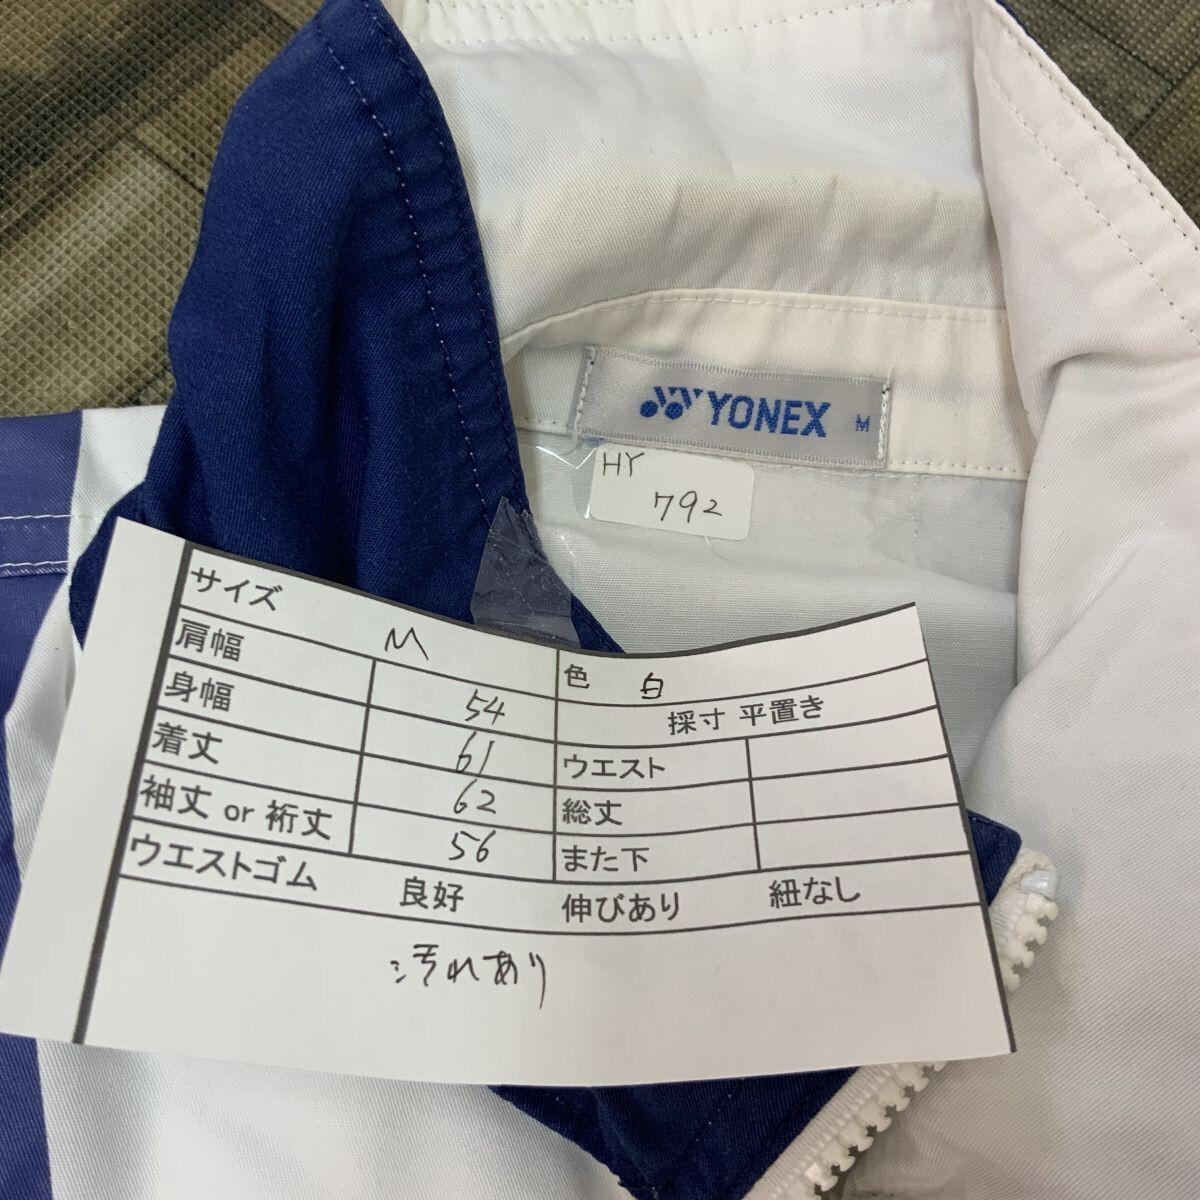 YONEX M
HY
792
サイズ M 色 白
肩幅 54 採寸 平置き
身幅 61 ウエスト
着丈 62 総丈
袖丈 or 裄丈 56 また下
ウエストゴム 良好 伸びあり 紐なし
汚れあり